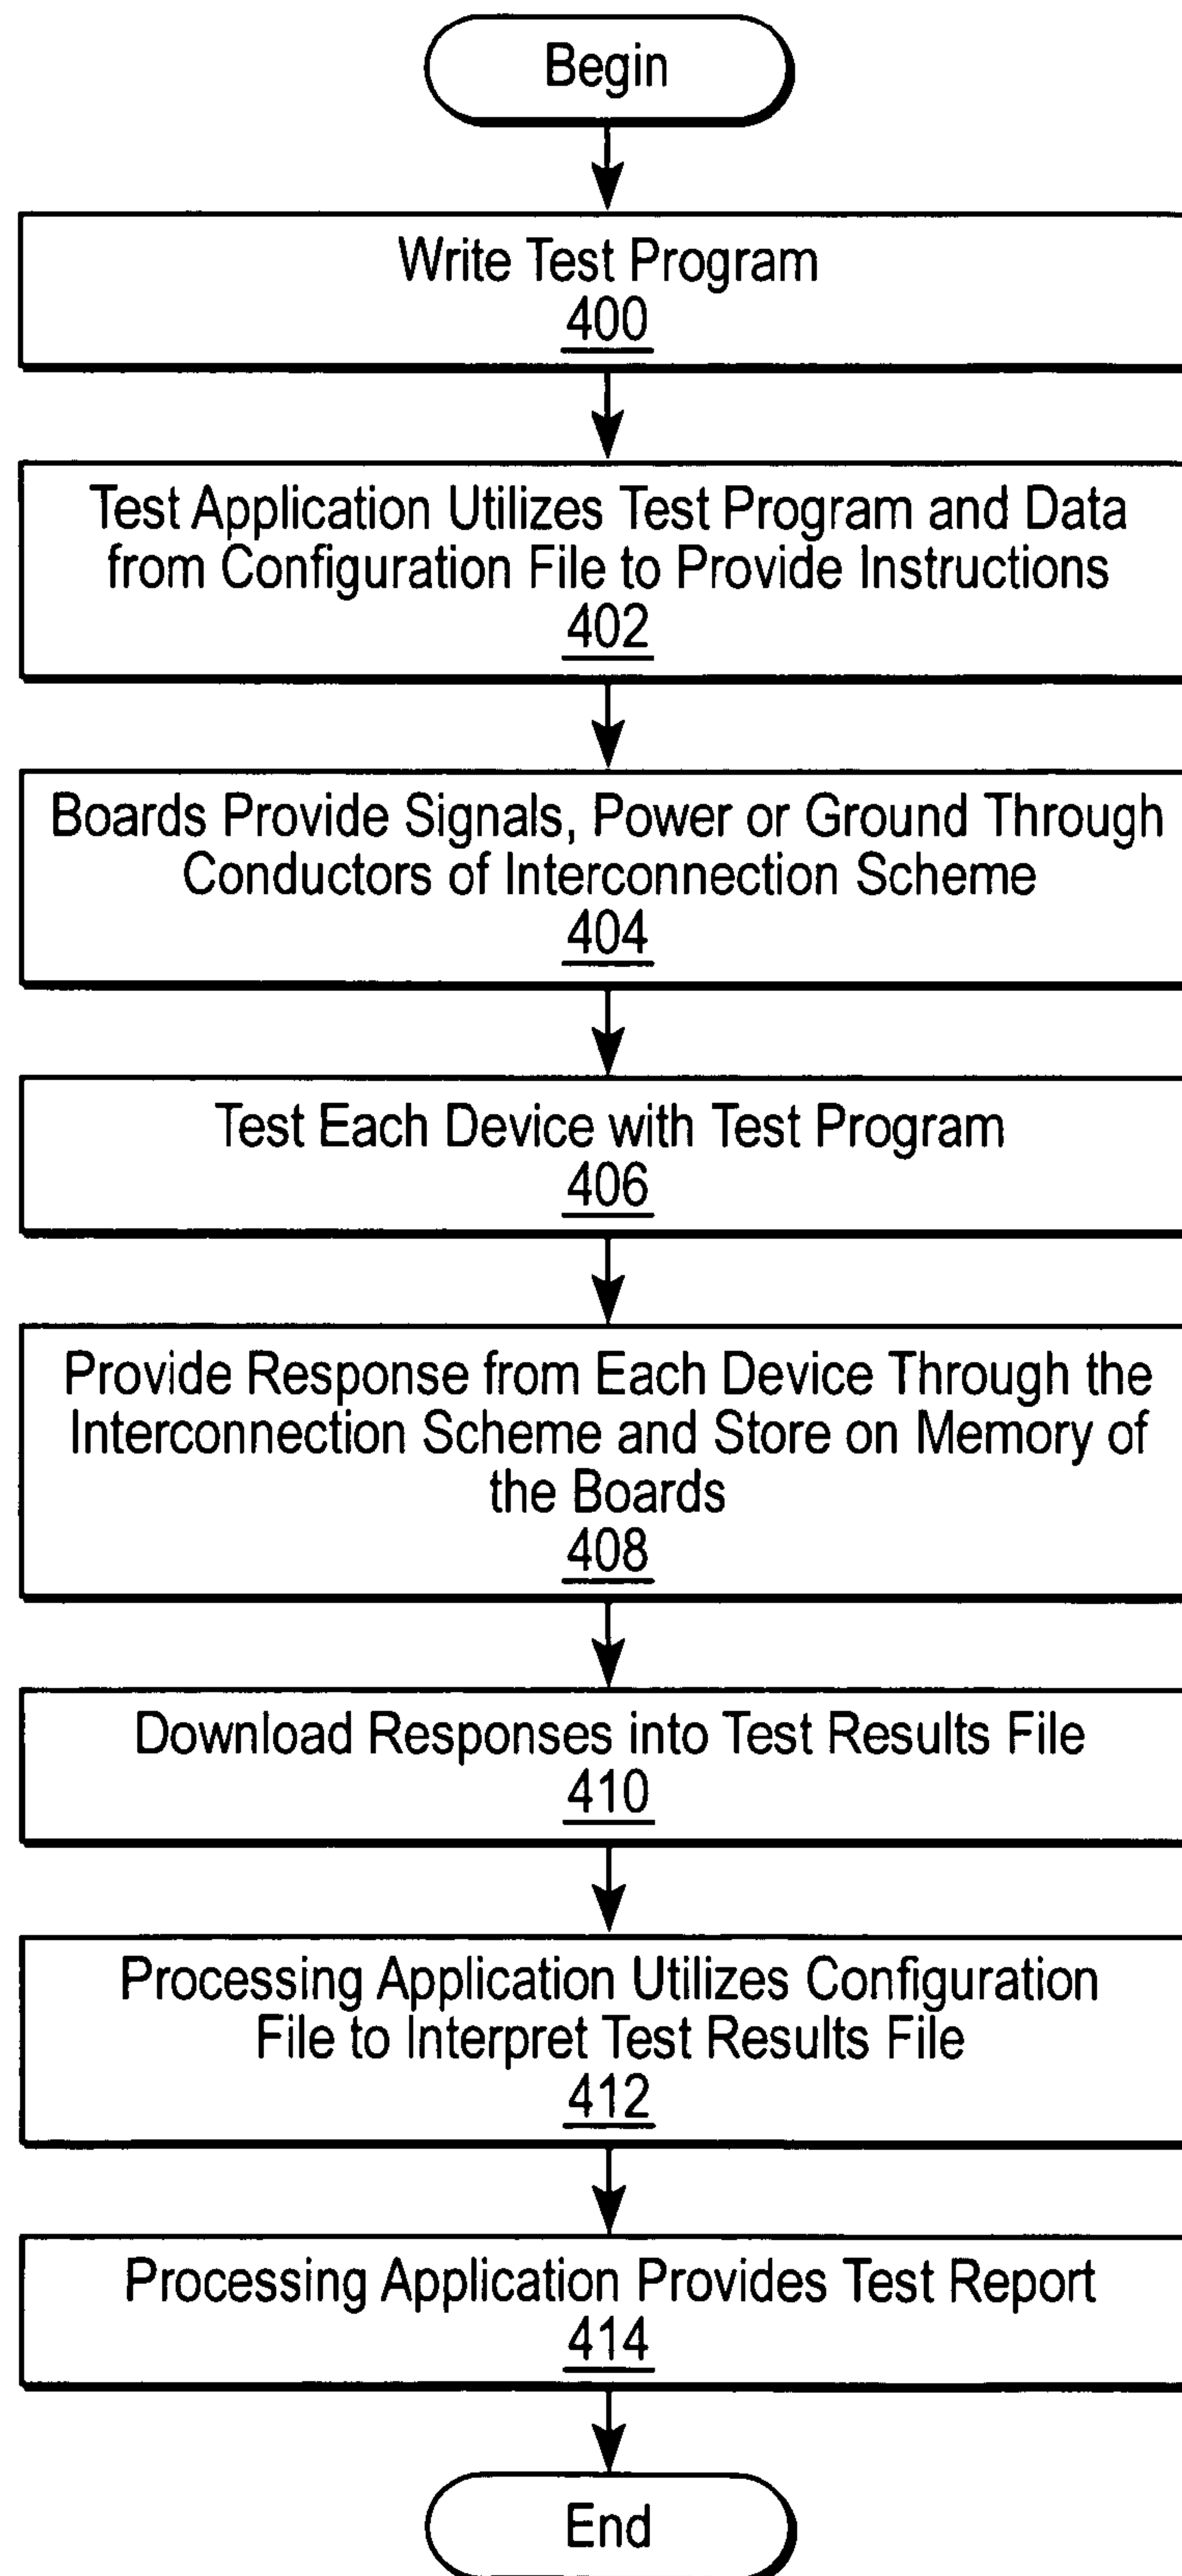 Begin
Write Test Program
400
Test Application Utilizes Test Program and Data
from Configuration File to Provide Instructions
402
Boards Provide Signals, Power or Ground Through
Conductors of Interconnection Scheme
404
Test Each Device with Test Program
406
Provide Response from Each Device Through the
Interconnection Scheme and Store on Memory of
the Boards
408
Download Responses into Test Results File
410
Processing Application Utilizes Configuration
File to Interpret Test Results File
412
Processing Application Provides Test Report
414
End